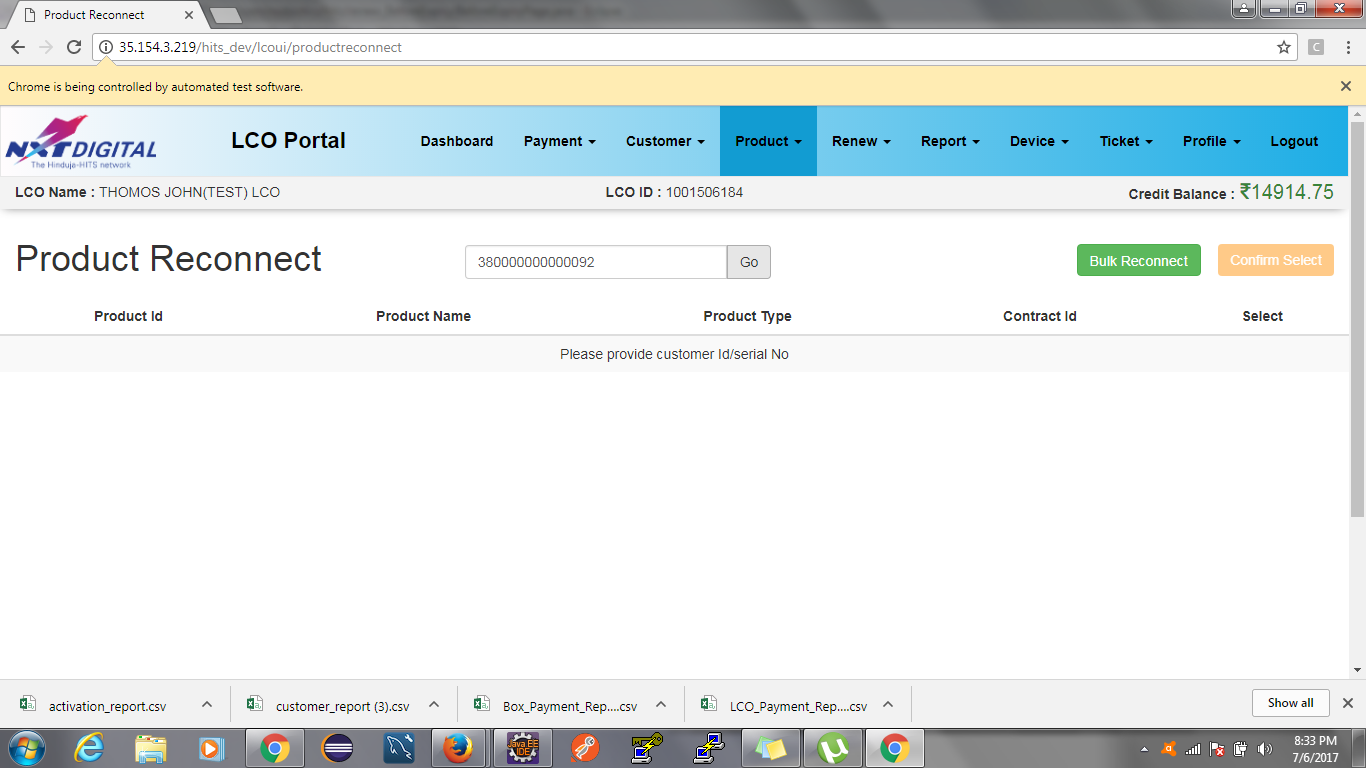 Product Reconnect
35.154.3.219/hits_dev/lcoui/productreconnect
C
Chrome is being controlled by automated test software.
NXTDIGITAL
The Hinduja-HITS network
LCO Portal
Dashboard Payment Customer Product Renew Report Device Ticket Profile Logout
LCO Name : THOMOS JOHN(TEST) LCO LCO ID : 1001506184 Credit Balance : ₹14914.75
Product Reconnect 380000000000092 Go Bulk Reconnect Confirm Select
Product Id Product Name Product Type Contract Id Select
Please provide customer Id/serial No
activation_report.csv customer_report (3).csv Box_Payment_Rep....csv LCO_Payment_Rep....csv Show all
Java EE
IDE
8:33 PM
7/6/2017